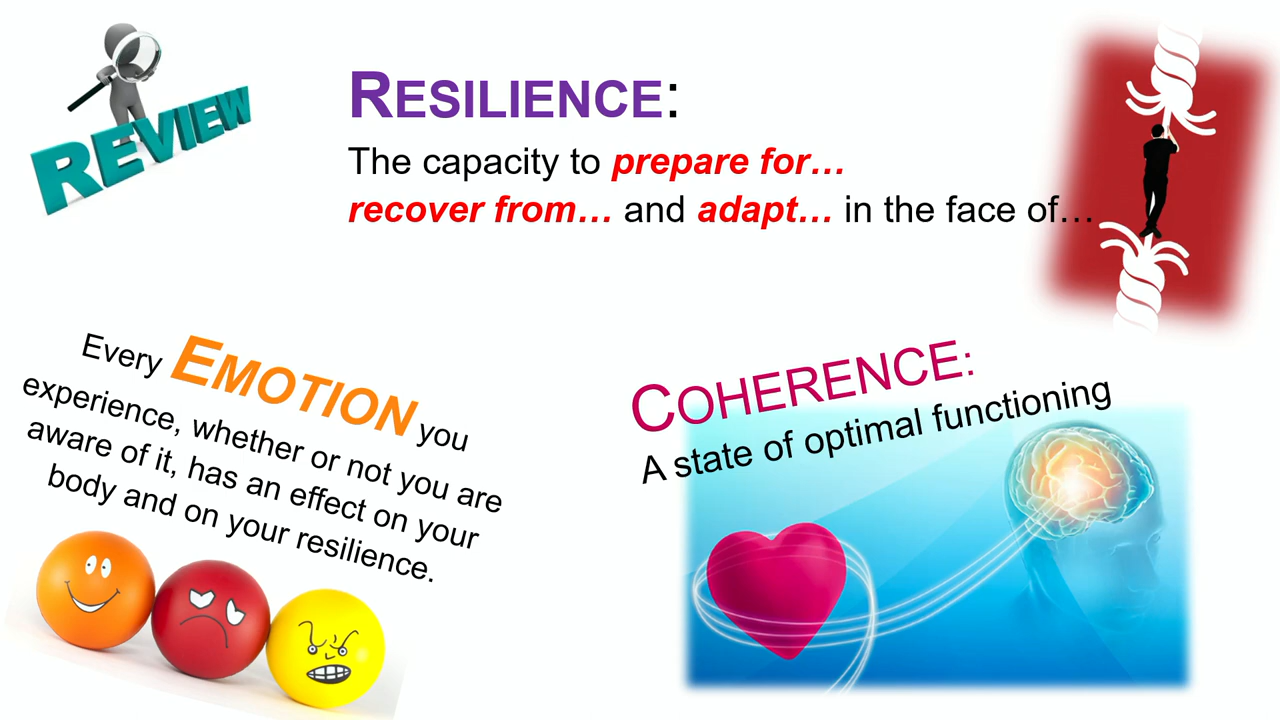 REVIEW
RESILIENCE:
The capacity to prepare for…
recover from… and adapt… in the face of…
Every EMOTION you
experience, whether or not you are
aware of it, has an effect on your
body and on your resilience.
COHERENCE:
A state of optimal functioning